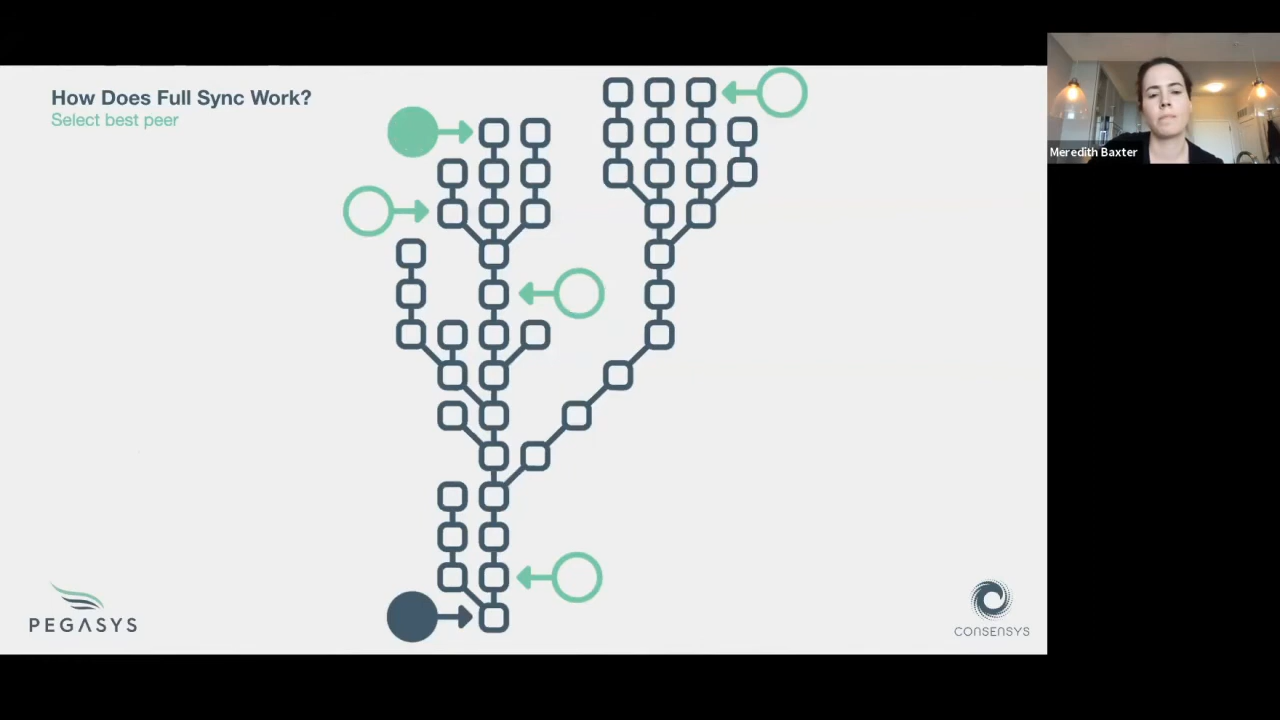 How Does Full Sync Work?
Select best peer
Meredith Baxter
PEGASYS
CONSENSYS